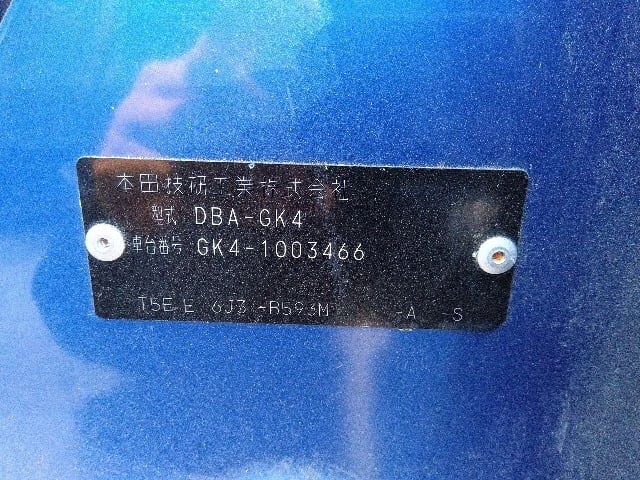 本田技研工業株式会社
型式 DBA-GK4
車台番号 GK4-1003466
T5E E 6J3 -B593M -A -S